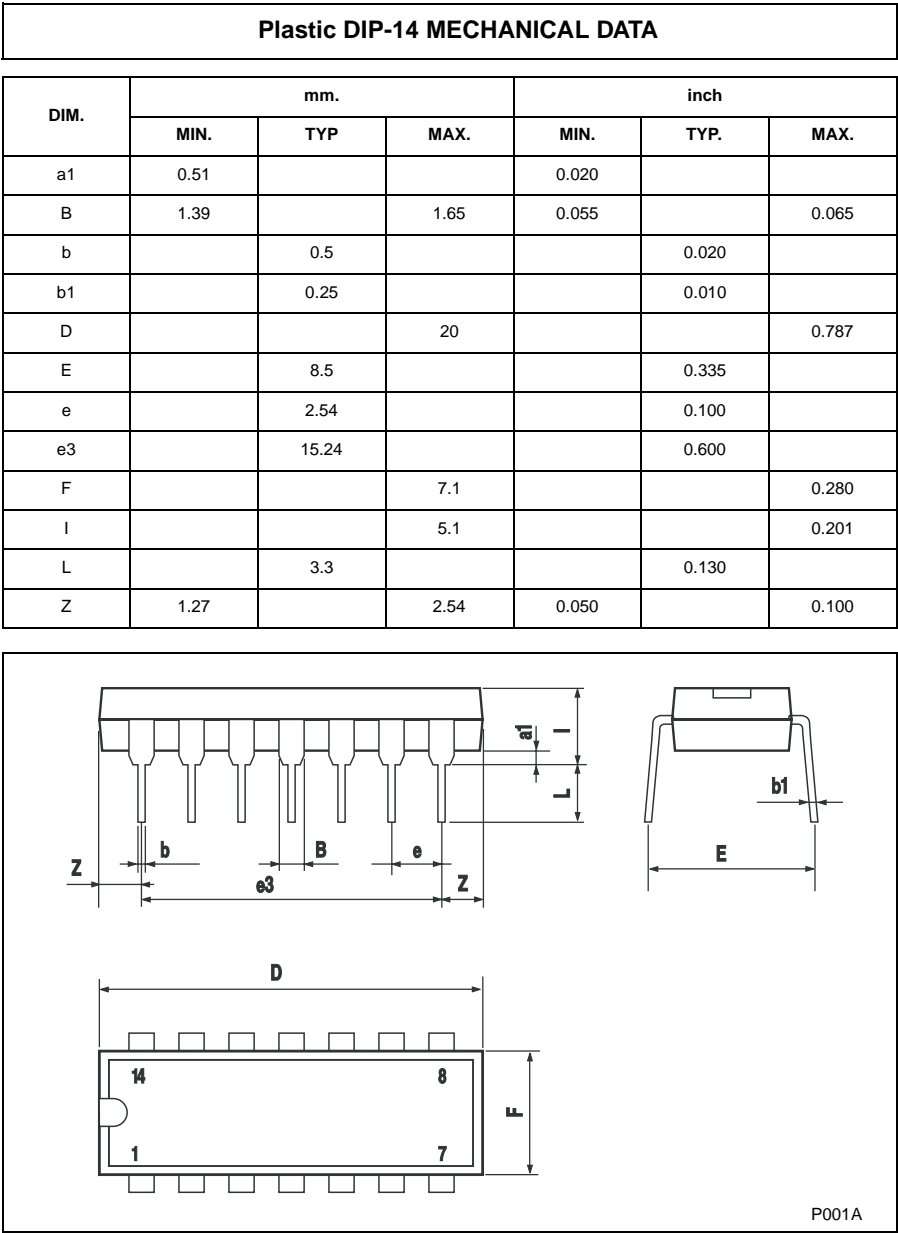 Plastic DIP-14 MECHANICAL DATA
DIM. mm. inch
MIN. TYP MAX. MIN. TYP. MAX.
a1 0.51 0.020
B 1.39 1.65 0.055 0.065
b 0.5 0.020
b1 0.25 0.010
D 20 0.787
E 8.5 0.335
e 2.54 0.100
e3 15.24 0.600
F 7.1 0.280
I 5.1 0.201
L 3.3 0.130
Z 1.27 2.54 0.050 0.100
a1 I
L b1
Z b B e E
e3 Z
D
14 8
F
1 7
P001A